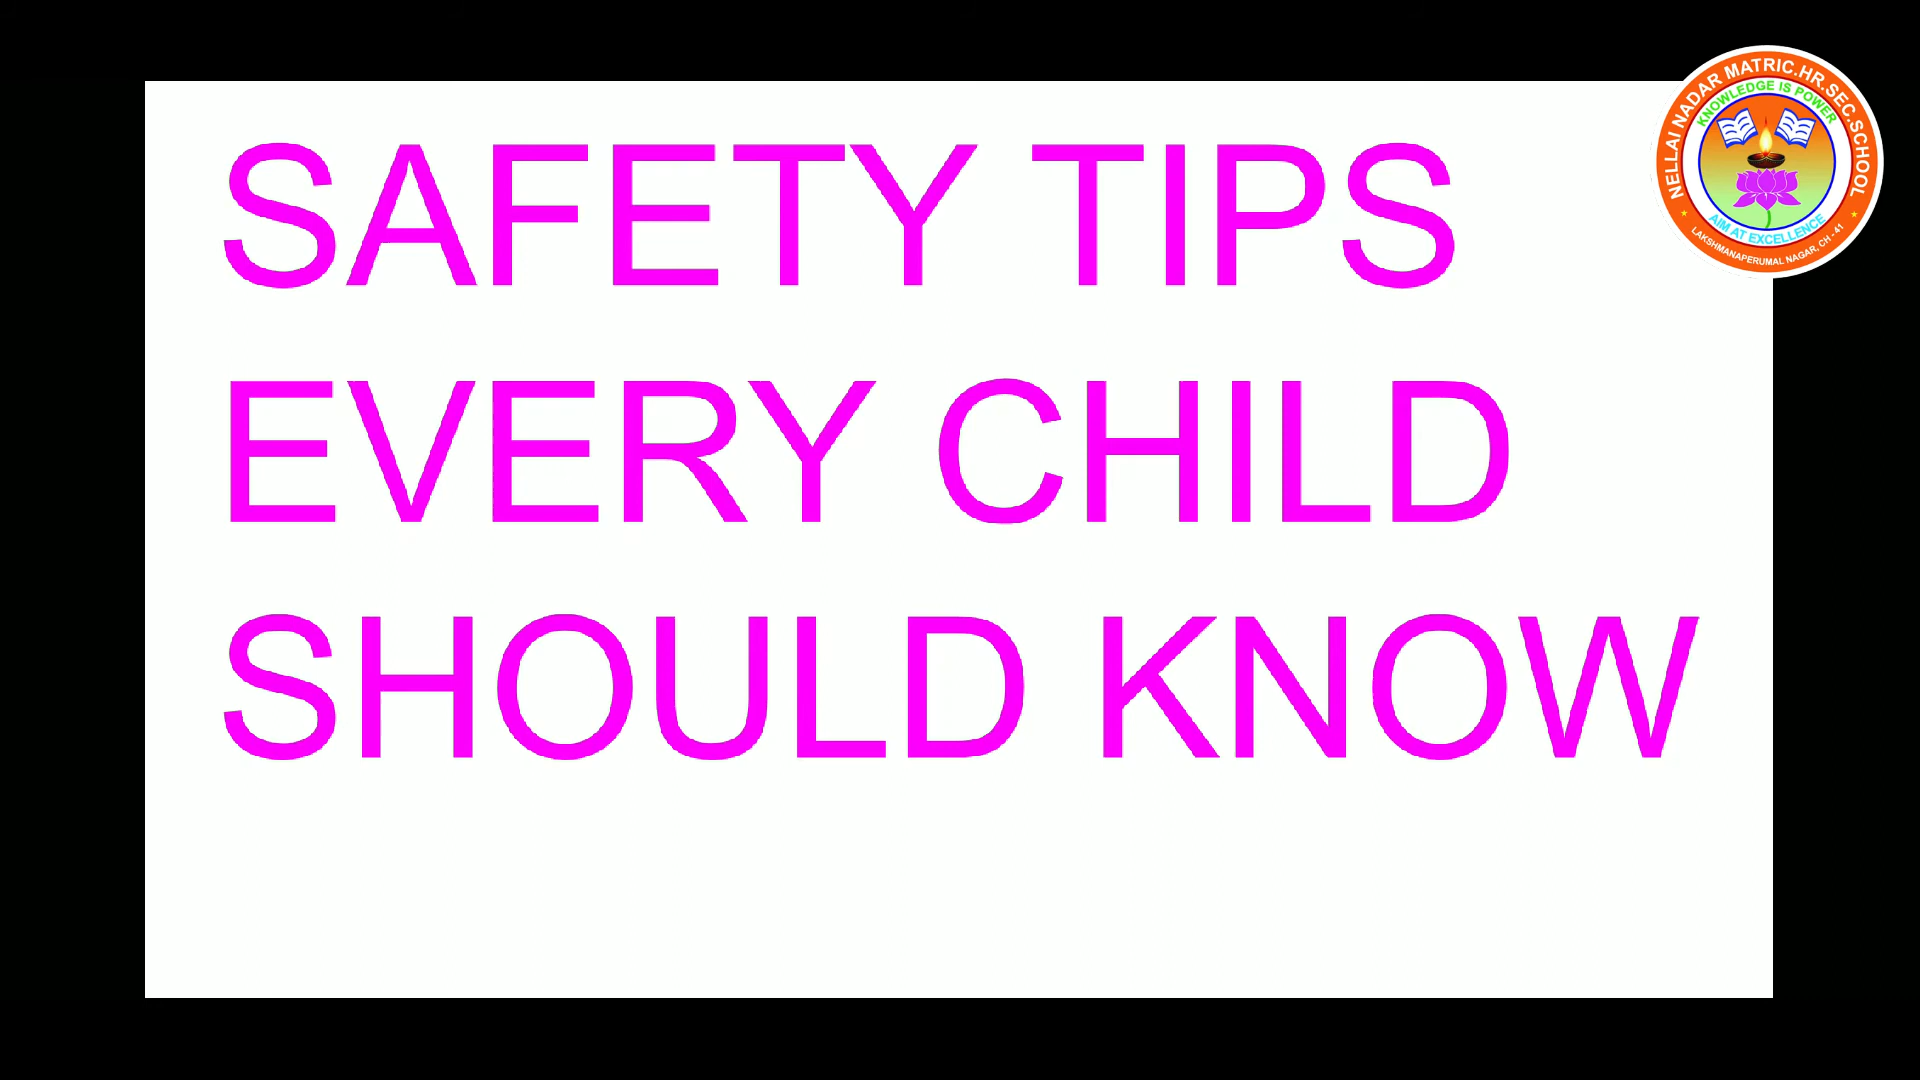 SAFETY TIPS
EVERY CHILD
SHOULD KNOW
NELLAI NADAR MATRIC.HR.SEC.SCHOOL
KNOWLEDGE IS POWER
AIM AT EXCELLENCE
LAKSHMANAPERUMAL NAGAR, CH - 41